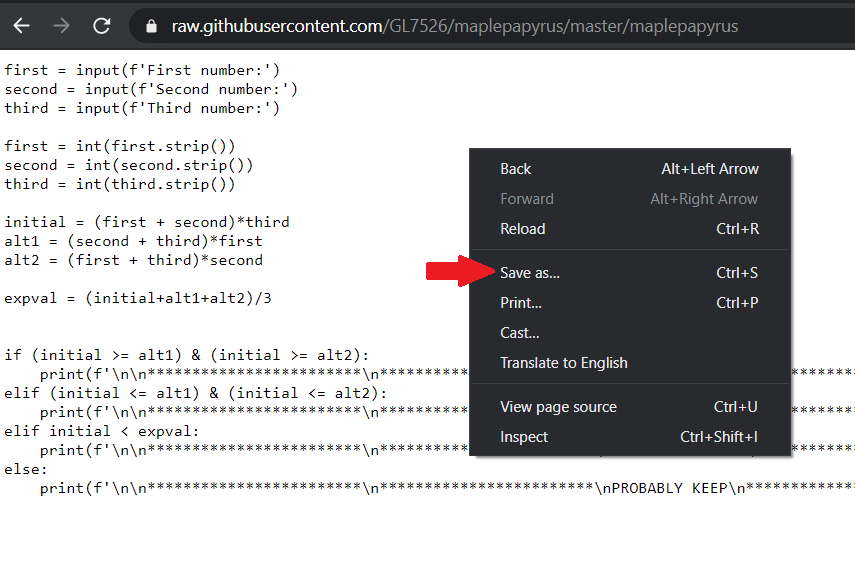 raw.githubusercontent.com/GL7526/maplepapyrus/master/maplepapyrus
first = input(f'First number:')
second = input(f'Second number:')
third = input(f'Third number:')
first = int(first.strip())
second = int(second.strip())
third = int(third.strip())
initial = (first + second)*third
alt1 = (second + third)*first
alt2 = (first + third)*second
expval = (initial+alt1+alt2)/3
if (initial >= alt1) & (initial >= alt2):
    print(f'\n\n************************\n**********
elif (initial <= alt1) & (initial <= alt2):
    print(f'\n\n************************\n**********
elif initial < expval:
    print(f'\n\n************************\n**********
else:
    print(f'\n\n************************\n************************\nPROBABLY KEEP\n************
Back Alt+Left Arrow
Forward Alt+Right Arrow
Reload Ctrl+R
Save as... Ctrl+S
Print... Ctrl+P
Cast...
Translate to English
View page source Ctrl+U
Inspect Ctrl+Shift+I